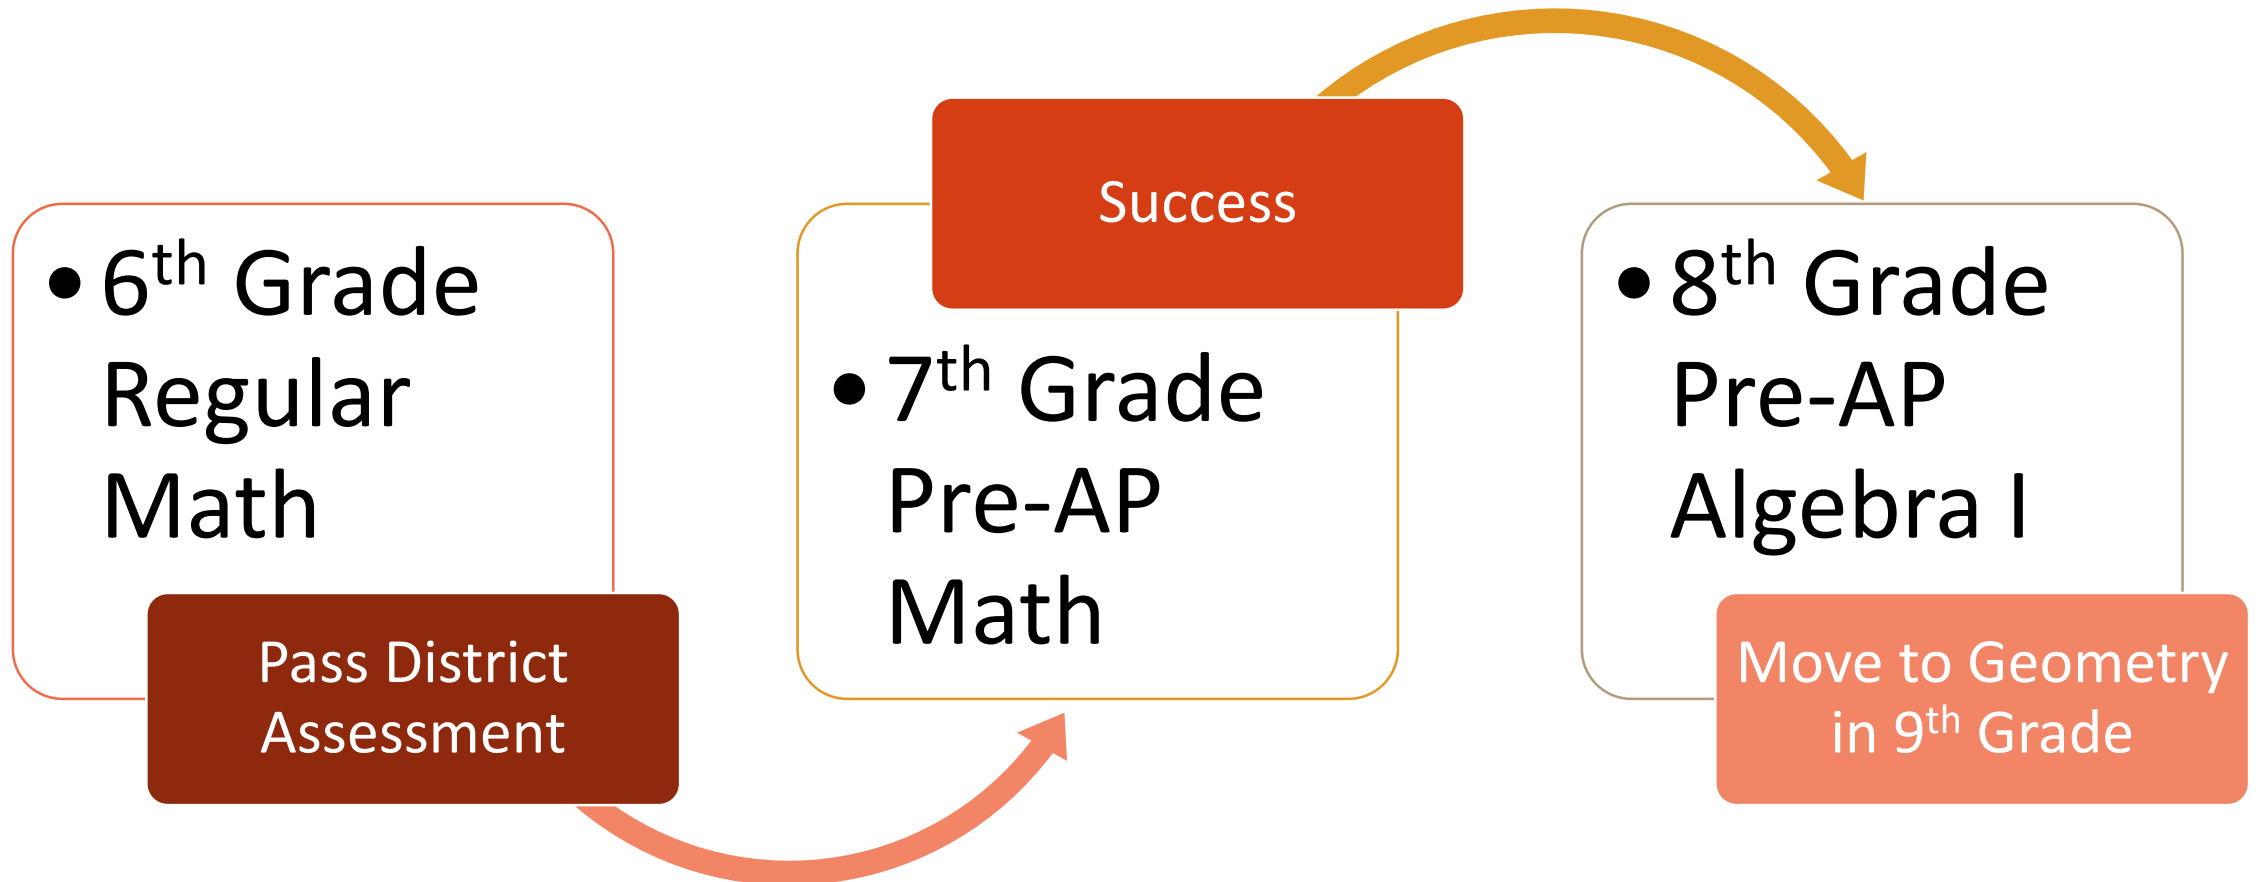 • 6th Grade
Regular
Math
Pass District
Assessment
Success
• 7th Grade
Pre-AP
Math
• 8th Grade
Pre-AP
Algebra I
Move to Geometry
in 9th Grade